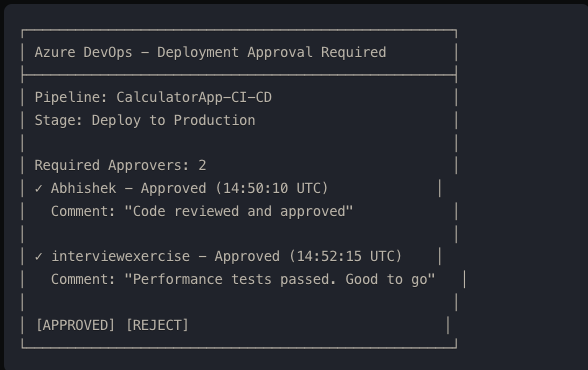 Azure DevOps – Deployment Approval Required
Pipeline: CalculatorApp–CI–CD
Stage: Deploy to Production
Required Approvers: 2
✓ Abhishek – Approved (14:50:10 UTC)
Comment: "Code reviewed and approved"
✓ interviewexercise – Approved (14:52:15 UTC)
Comment: "Performance tests passed. Good to go"
[APPROVED] [REJECT]